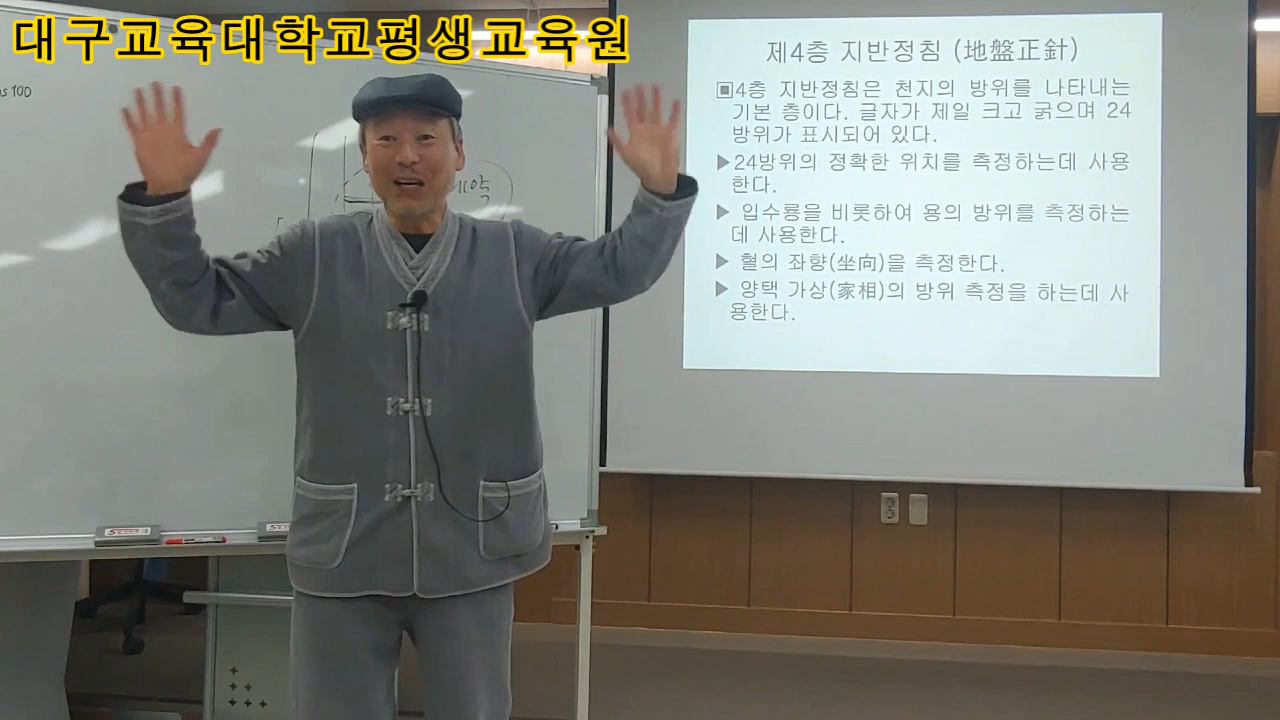 대구교육대학교평생교육원
제4층 지반정침 (地盤正針)
▣4층 지반정침은 천지의 방위를 나타내는
기본 층이다. 글자가 제일 크고 굵으며 24
방위가 표시되어 있다.
▶24방위의 정확한 위치를 측정하는데 사용
한다.
▶ 입수룡을 비롯하여 용의 방위를 측정하는
데 사용한다.
▶ 혈의 좌향(坐向)을 측정한다.
▶ 양택 가상(家相)의 방위 측정을 하는데 사
용한다.